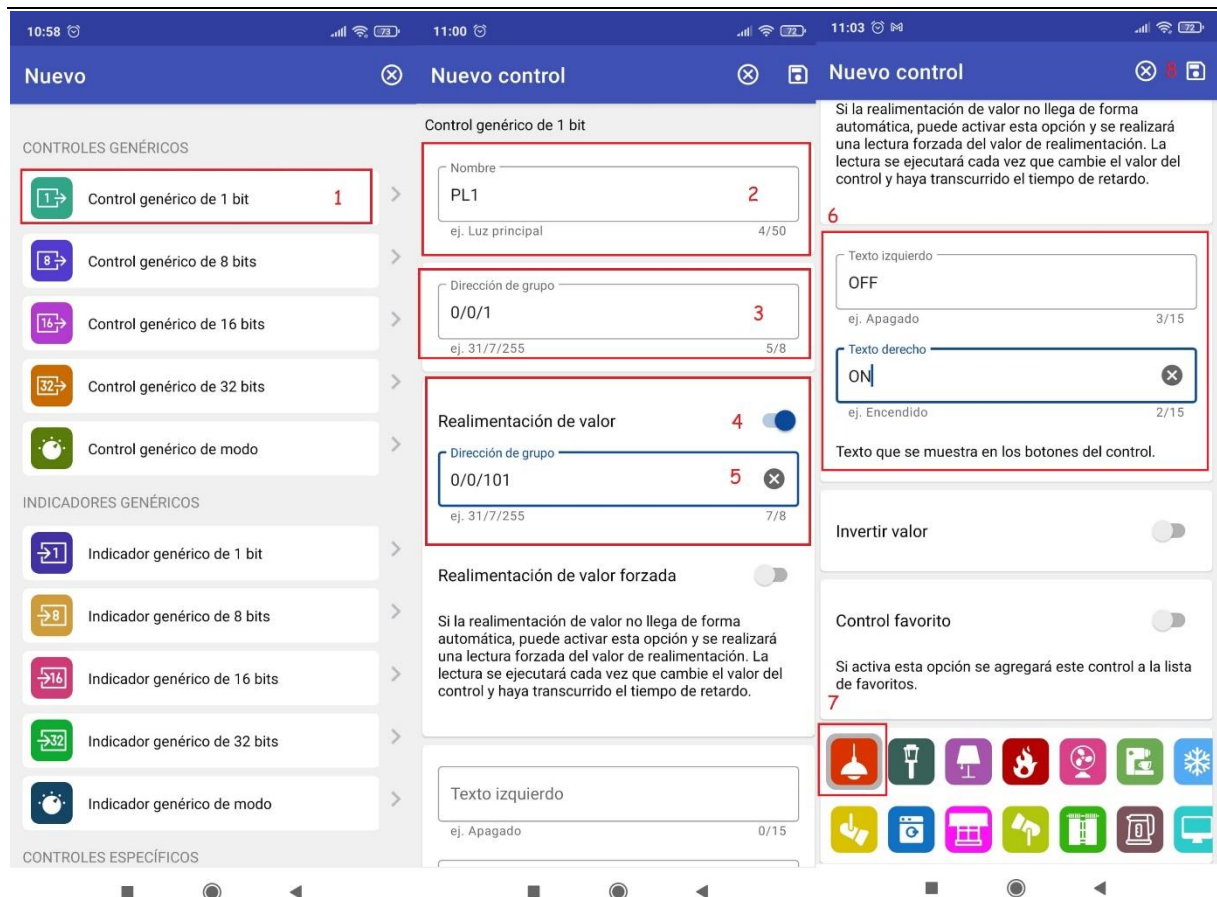 10:58
73
Nuevo
CONTROLES GENÉRICOS
1
Control genérico de 1 bit
1
8
Control genérico de 8 bits
16
Control genérico de 16 bits
32
Control genérico de 32 bits
Control genérico de modo
INDICADORES GENÉRICOS
1
Indicador genérico de 1 bit
8
Indicador genérico de 8 bits
16
Indicador genérico de 16 bits
32
Indicador genérico de 32 bits
Indicador genérico de modo
CONTROLES ESPECÍFICOS
11:00
72
Nuevo control
Control genérico de 1 bit
Nombre
PL1
2
ej. Luz principal 4/50
Dirección de grupo
0/0/1
3
ej. 31/7/255 5/8
Realimentación de valor
4
Dirección de grupo
0/0/101
5
ej. 31/7/255 7/8
Realimentación de valor forzada
Si la realimentación de valor no llega de forma
automática, puede activar esta opción y se realizará
una lectura forzada del valor de realimentación. La
lectura se ejecutará cada vez que cambie el valor del
control y haya transcurrido el tiempo de retardo.
Texto izquierdo
ej. Apagado 0/15
11:03
72
Nuevo control
8
Si la realimentación de valor no llega de forma
automática, puede activar esta opción y se realizará
una lectura forzada del valor de realimentación. La
lectura se ejecutará cada vez que cambie el valor del
control y haya transcurrido el tiempo de retardo.
6
Texto izquierdo
OFF
ej. Apagado 3/15
Texto derecho
ON
ej. Encendido 2/15
Texto que se muestra en los botones del control.
Invertir valor
Control favorito
Si activa esta opción se agregará este control a la lista
de favoritos.
7